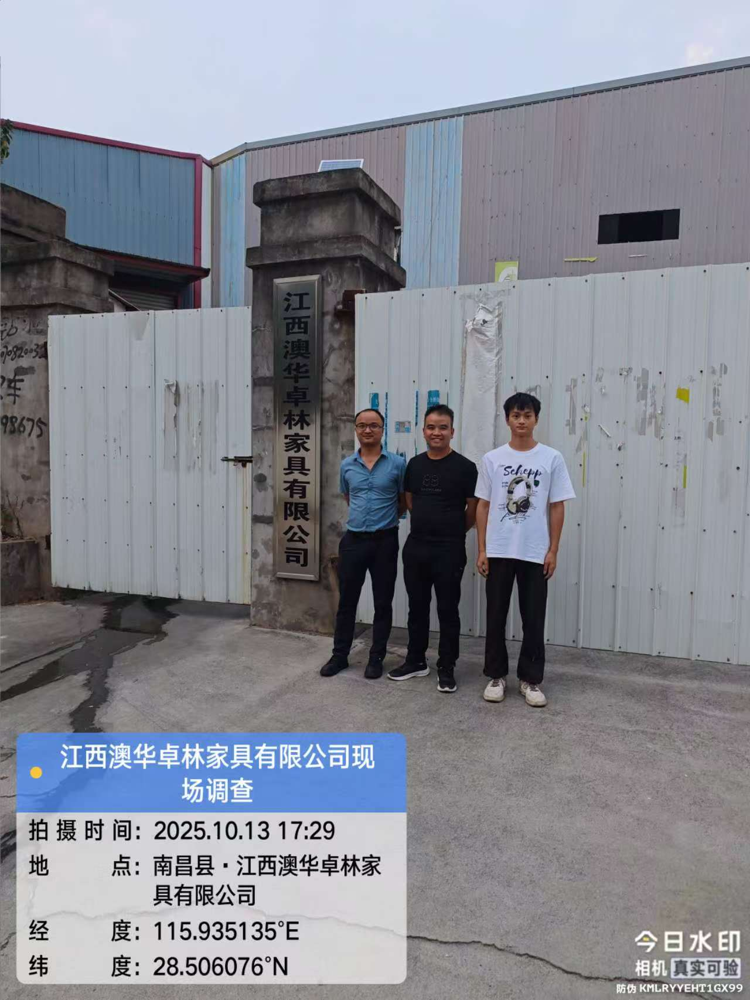 江西澳华卓林家具有限公司
车
98675
Schepp
江西澳华卓林家具有限公司现
场调查
拍摄时间：2025.10.13 17:29
地点：南昌县·江西澳华卓林家
具有限公司
经度：115.935135°E
纬度：28.506076°N
今日水印
相机 真实可验
防伪 KMLRYYEHT1GX99